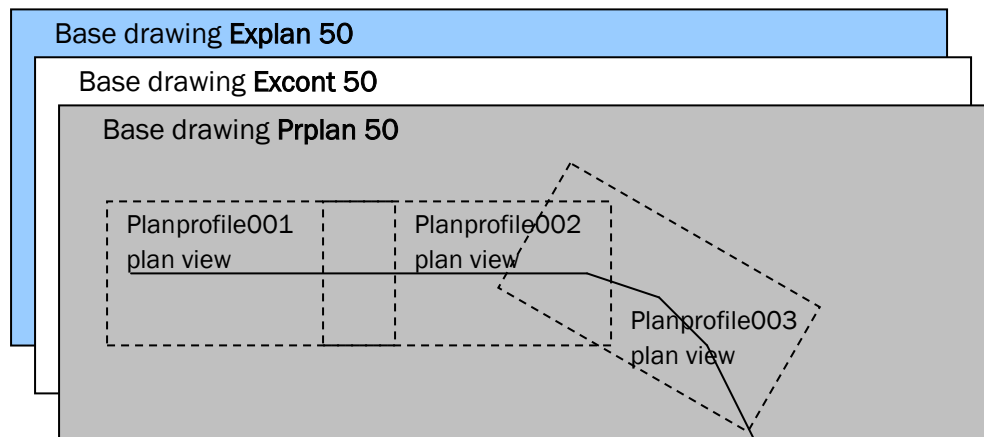 Base drawing Explan 50
Base drawing Excont 50
Base drawing Prplan 50
Planprofile001
plan view
Planprofile002
plan view
Planprofile003
plan view